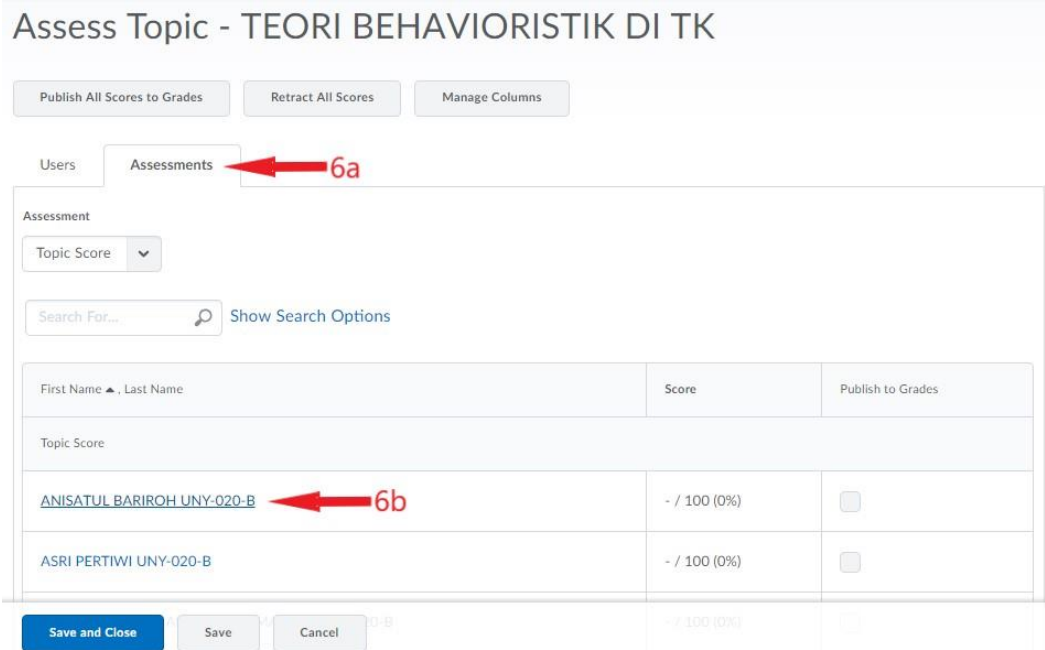 Assess Topic - TEORI BEHAVIORISTIK DI TK
Publish All Scores to Grades Retract All Scores Manage Columns
Users Assessments 6a
Assessment
Topic Score
Search For... Show Search Options
First Name ▲ , Last Name Score Publish to Grades
Topic Score
ANISATUL BARIROH UNY-020-B 6b - / 100 (0%)
ASRI PERTIWI UNY-020-B - / 100 (0%)
- / 100 (0%)
Save and Close Save Cancel